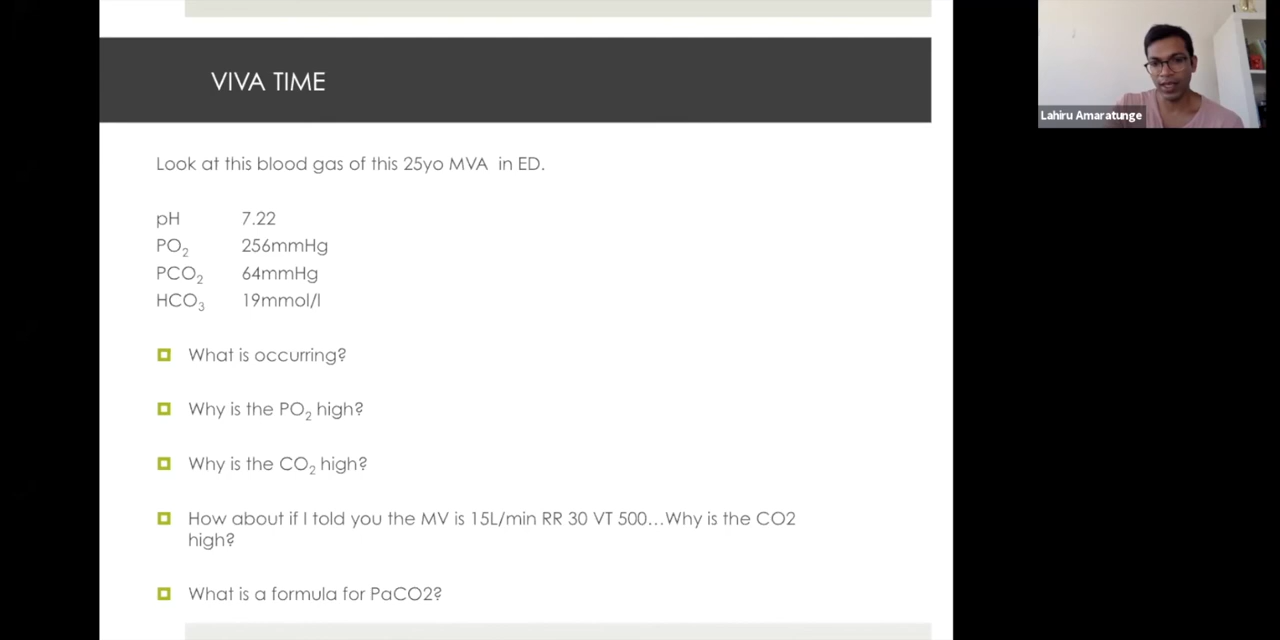 VIVA TIME
Lahiru Amaratunge
Look at this blood gas of this 25yo MVA in ED.
pH 7.22
PO2 256mmHg
PCO2 64mmHg
HCO3 19mmol/l
What is occurring?
Why is the PO2 high?
Why is the CO2 high?
How about if I told you the MV is 15L/min RR 30 VT 500...Why is the CO2
high?
What is a formula for PaCO2?